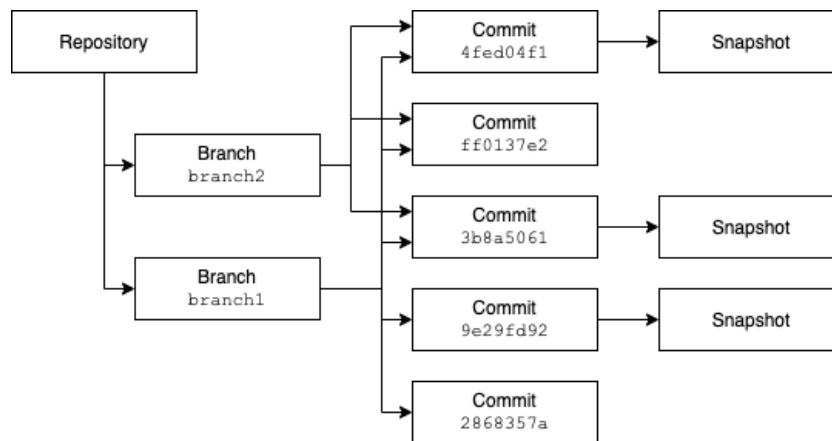 Repository
Commit
4fed04f1
Snapshot
Commit
ff0137e2
Branch
branch2
Commit
3b8a5061
Snapshot
Branch
branch1
Commit
9e29fd92
Snapshot
Commit
2868357a